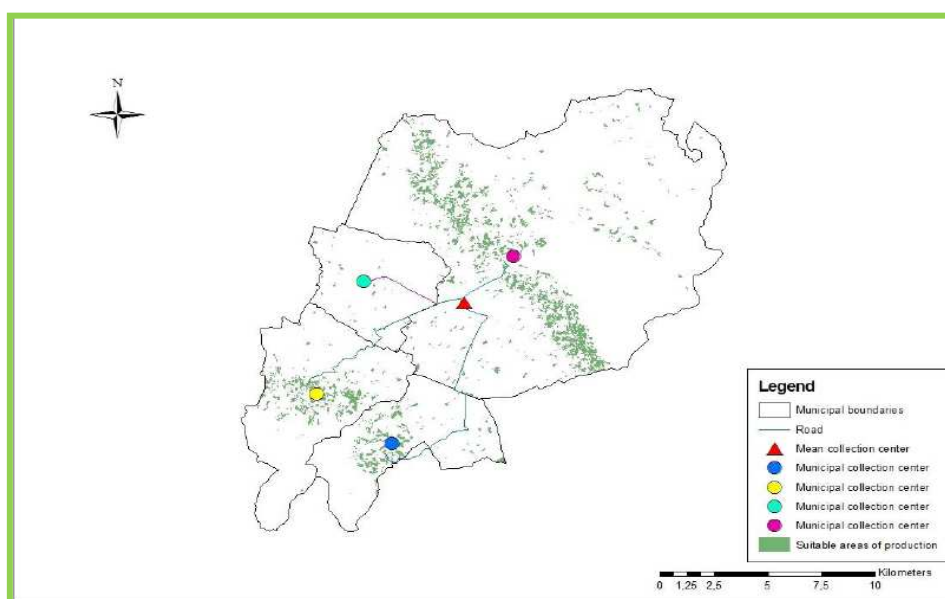 N
Legend
Municipal boundaries
Road
Mean collection center
Municipal collection center
Municipal collection center
Municipal collection center
Municipal collection center
Suitable areas of production
Kilometers
0 1,25 2,5 5 7,5 10